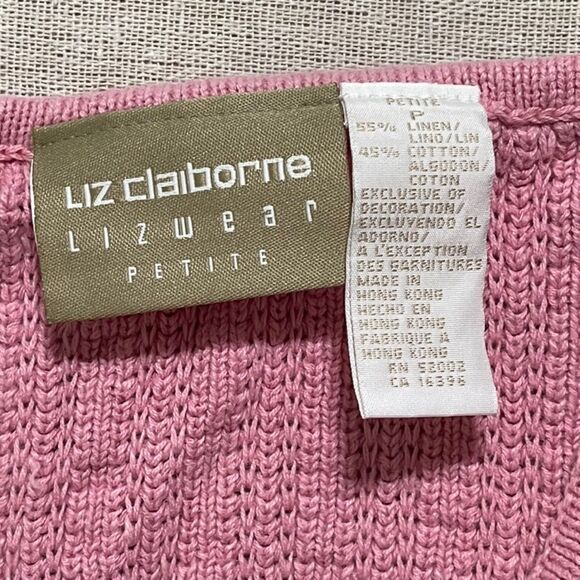 Liz claiborne
Lizwear
PETITE
PETITE
P
55% LINEN/
LINO/LIN
45% COTTON/
ALGODON/
COTON
EXCLUSIVE OF
DECORATION/
EXCLUYENDO EL
ADORNO/
A L'EXCEPTION
DES GARNITURES
MADE IN
HONG KONG
HECHO EN
HONG KONG
FABRIQUE A
HONG KONG
RN 52002
CA 16396